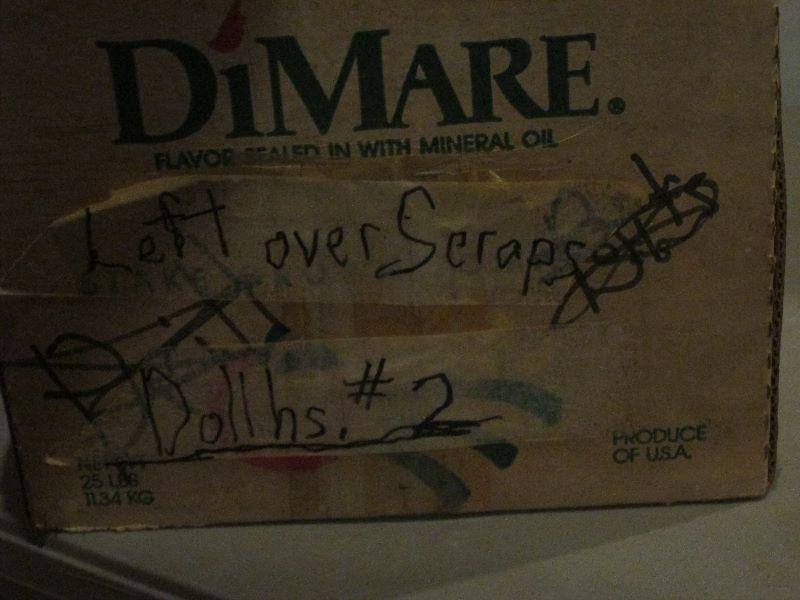 DiMARE.®
FLAVOR SEALED IN WITH MINERAL OIL
Left over Scraps
Dollhs. # 2
PRODUCE
OF U.S.A.
25 LBS
11.34 KG